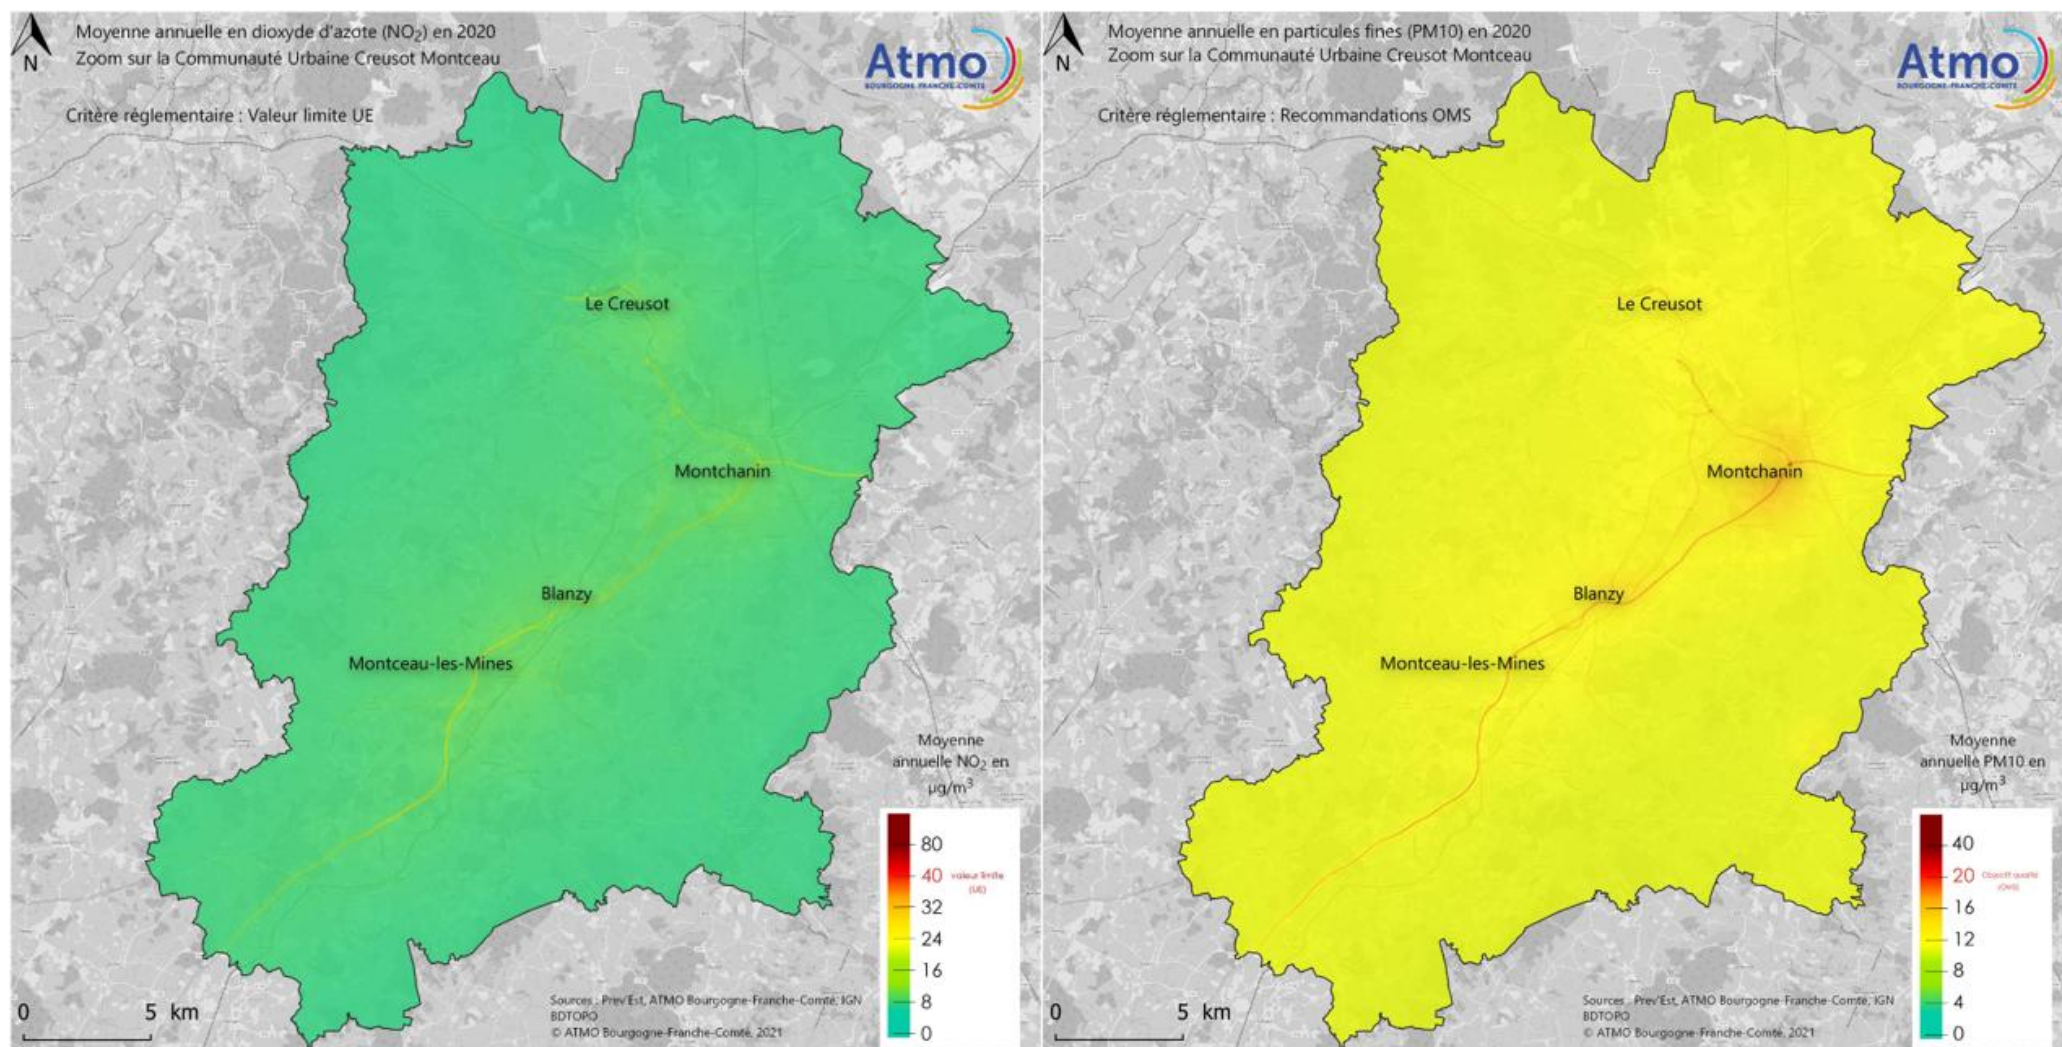 Moyenne annuelle en dioxyde d'azote (NO₂) en 2020
Zoom sur la Communauté Urbaine Creusot Montceau
Critère réglementaire : Valeur limite UE
N
Atmo
BOURGOGNE-FRANCHE-COMTÉ
Le Creusot
Montchanin
Blanzy
Montceau-les-Mines
Moyenne
annuelle NO₂ en
µg/m³
80
40 valeur limite
(UE)
32
24
16
8
0
0 5 km
Sources : Prev'Est, ATMO Bourgogne-Franche-Comté, IGN
BDTOPO
© ATMO Bourgogne-Franche-Comté, 2021
Moyenne annuelle en particules fines (PM10) en 2020
Zoom sur la Communauté Urbaine Creusot Montceau
Critère réglementaire : Recommandations OMS
N
Atmo
BOURGOGNE-FRANCHE-COMTÉ
Le Creusot
Montchanin
Blanzy
Montceau-les-Mines
Moyenne
annuelle PM10 en
µg/m³
40
20 Objectif qualité
(OMS)
16
12
8
4
0
0 5 km
Sources : Prev'Est, ATMO Bourgogne-Franche-Comté, IGN
BDTOPO
© ATMO Bourgogne-Franche-Comté, 2021